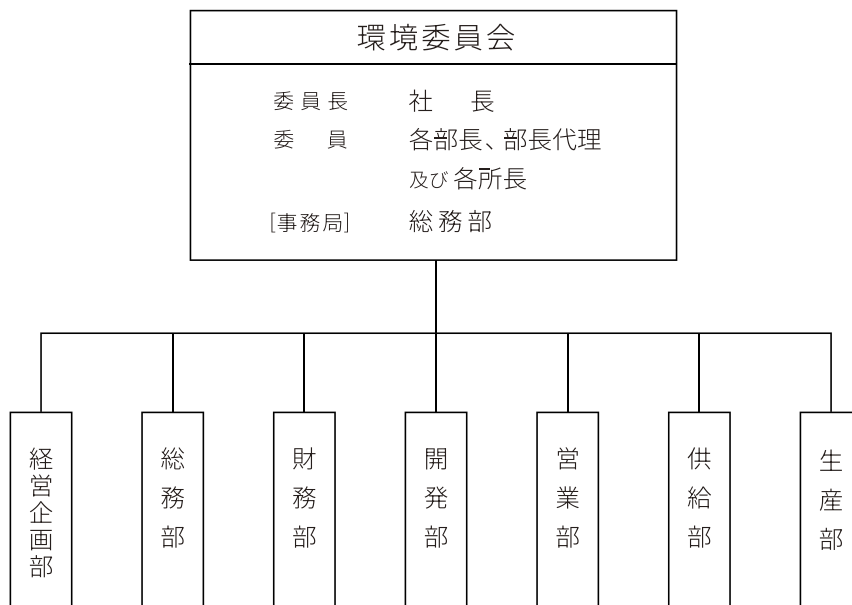 環境委員会
委員長 社 長
委 員 各部長、部長代理
及び各所長
[事務局] 総務部
経営企画部
総務部
財務部
開発部
営業部
供給部
生産部